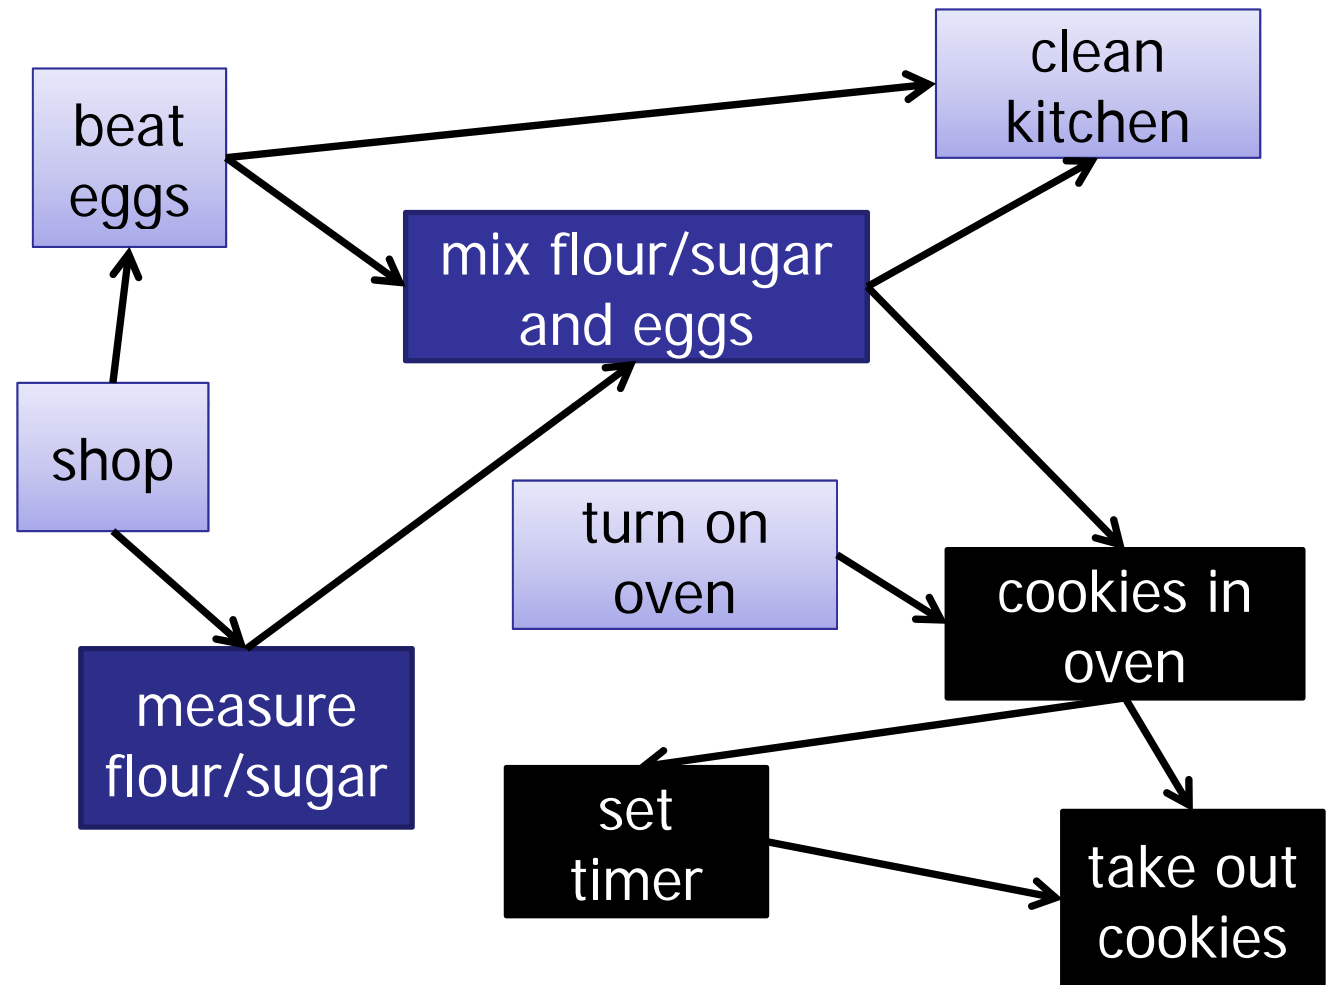 clean
kitchen
beat
eggs
mix flour/sugar
and eggs
shop
turn on
oven
cookies in
oven
measure
flour/sugar
set
timer
take out
cookies